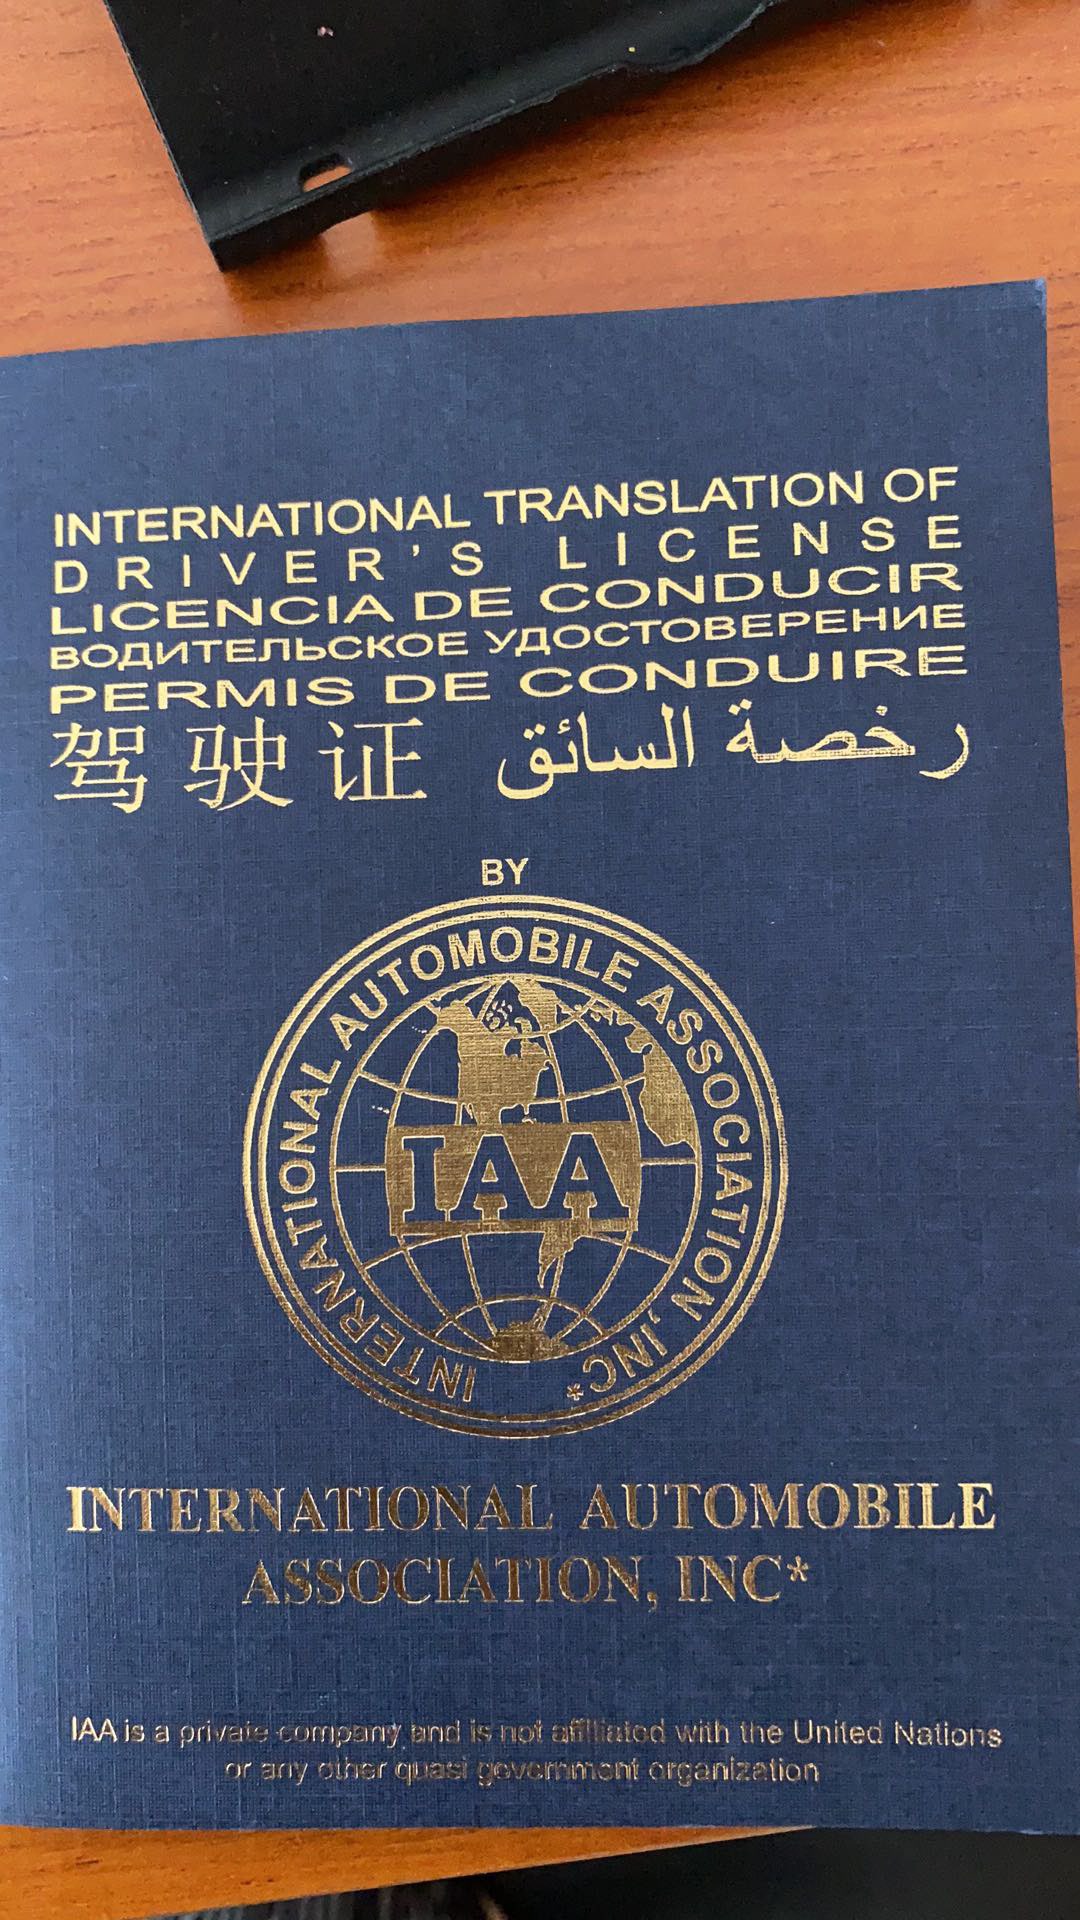 INTERNATIONAL TRANSLATION OF
DRIVER'S LICENSE
LICENCIA DE CONDUCIR
ВОДИТЕЛЬСКОЕ УДОСТОВЕРЕНИЕ
PERMIS DE CONDUIRE
驾驶证 رخصة السائق
BY
INTERNATIONAL AUTOMOBILE ASSOCIATION, INC*
IAA
INTERNATIONAL AUTOMOBILE
ASSOCIATION, INC*
IAA is a private company and is not affiliated with the United Nations
or any other quasi government organization